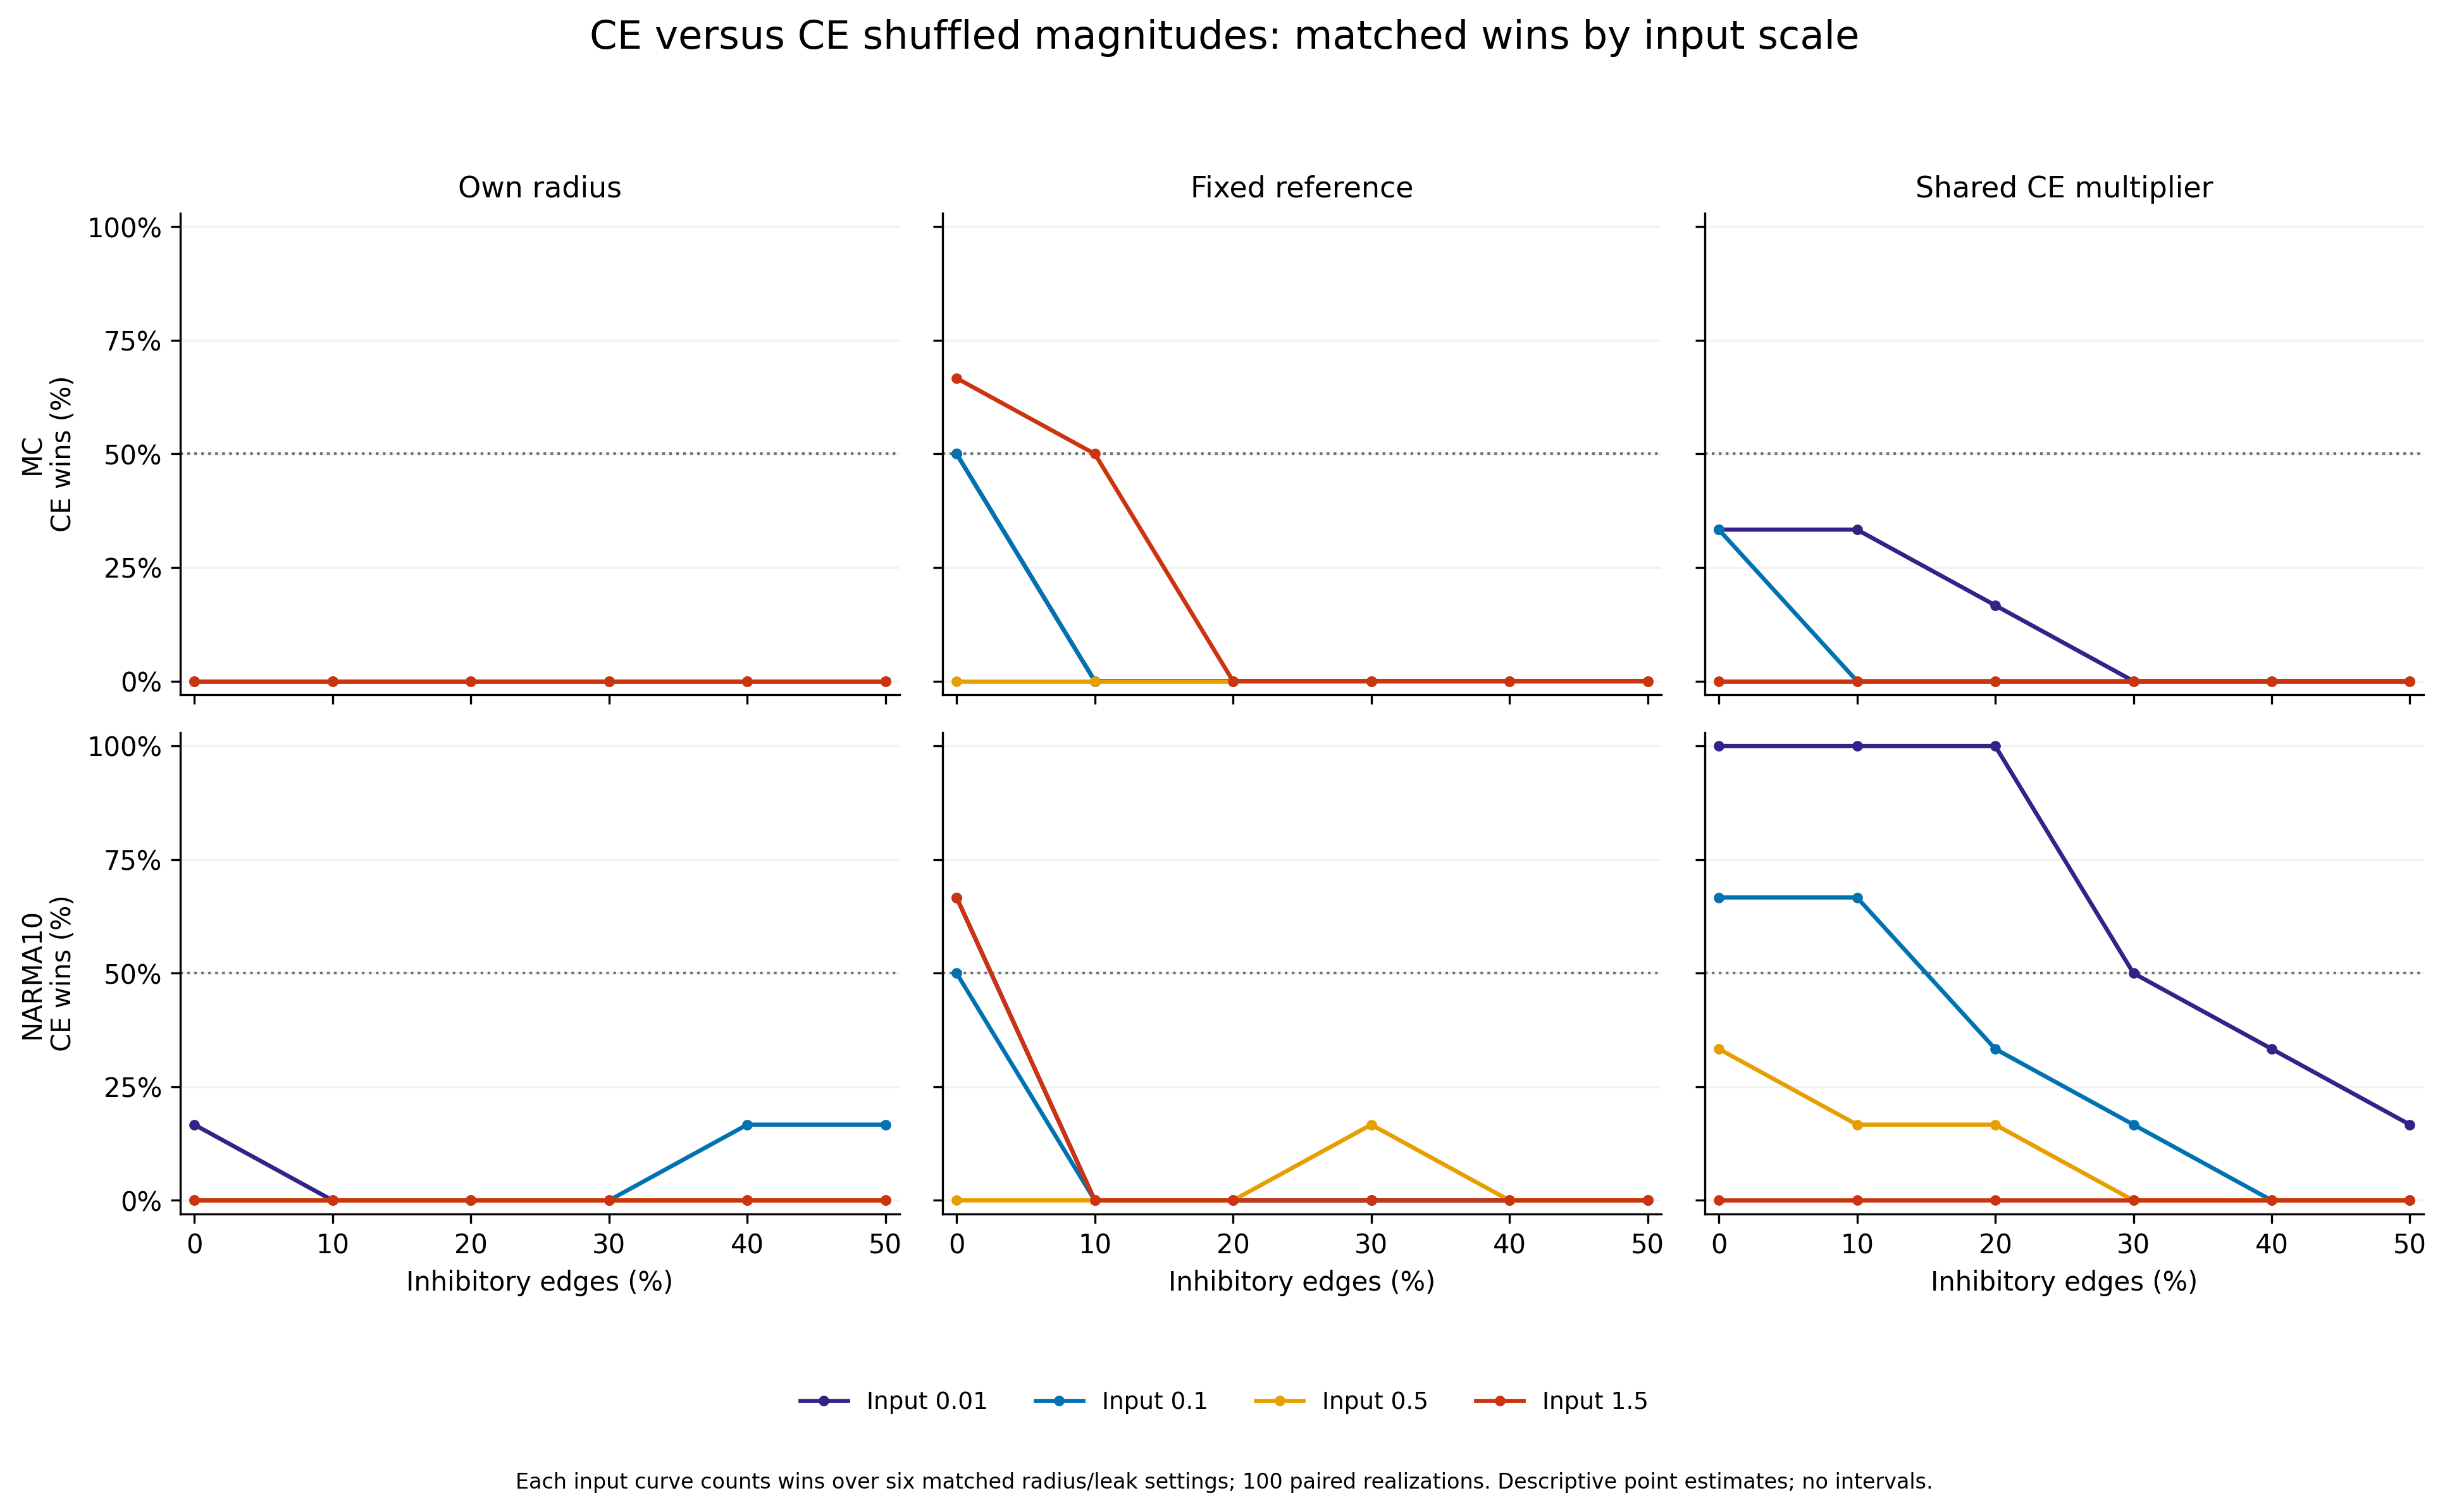 CE versus CE shuffled magnitudes: matched wins by input scale
Own radius
Fixed reference
Shared CE multiplier
MC
CE wins (%)
100%
75%
50%
25%
0%
NARMA10
CE wins (%)
100%
75%
50%
25%
0%
0 10 20 30 40 50
0 10 20 30 40 50
0 10 20 30 40 50
Inhibitory edges (%)
Inhibitory edges (%)
Inhibitory edges (%)
Input 0.01
Input 0.1
Input 0.5
Input 1.5
Each input curve counts wins over six matched radius/leak settings; 100 paired realizations. Descriptive point estimates; no intervals.